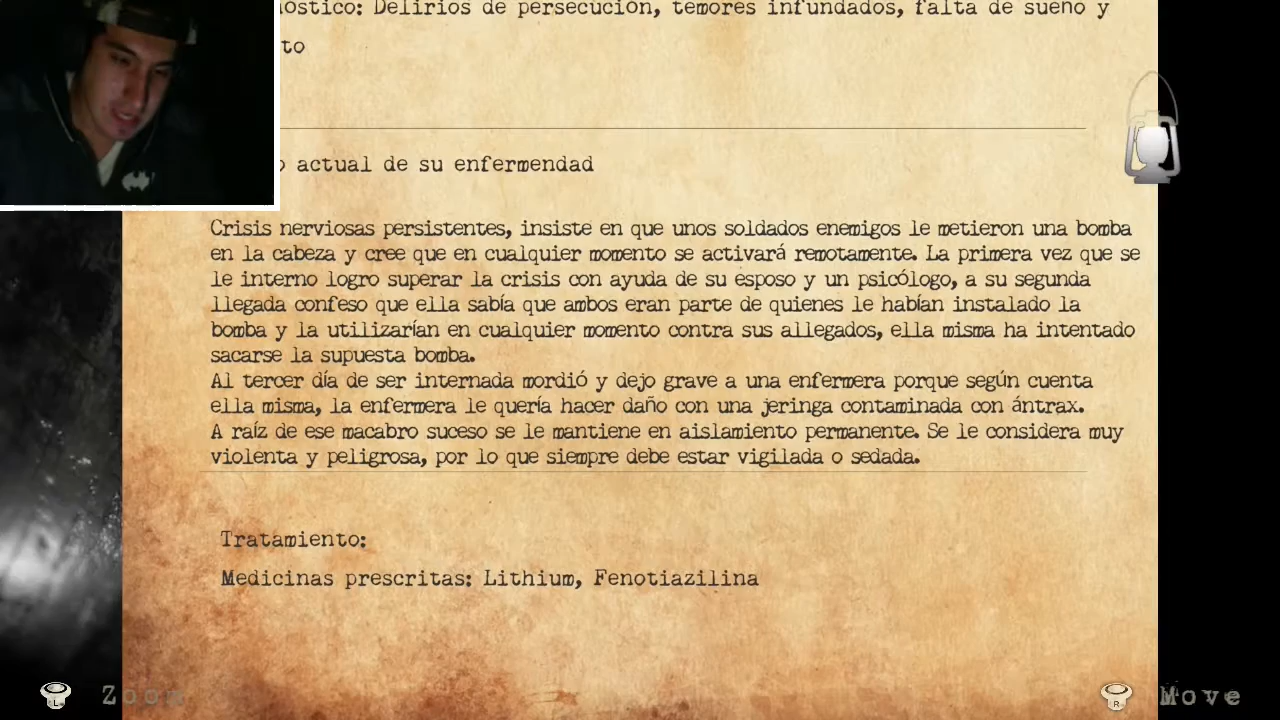 óstico: Delirios de persecución, temores infundados, falta de sueño y
to
o actual de su enfermendad
Crisis nerviosas persistentes, insiste en que unos soldados enemigos le metieron una bomba
en la cabeza y cree que en cualquier momento se activará remotamente. La primera vez que se
le interno logro superar la crisis con ayuda de su esposo y un psicólogo, a su segunda
llegada confeso que ella sabía que ambos eran parte de quienes le habían instalado la
bomba y la utilizarían en cualquier momento contra sus allegados, ella misma ha intentado
sacarse la supuesta bomba.
Al tercer día de ser internada mordió y dejo grave a una enfermera porque según cuenta
ella misma, la enfermera le quería hacer daño con una jeringa contaminada con ántrax.
A raíz de ese macabro suceso se le mantiene en aislamiento permanente. Se le considera muy
violenta y peligrosa, por lo que siempre debe estar vigilada o sedada.
Tratamiento:
Medicinas prescritas: Lithium, Fenotiazilina
L Zoom
R Move